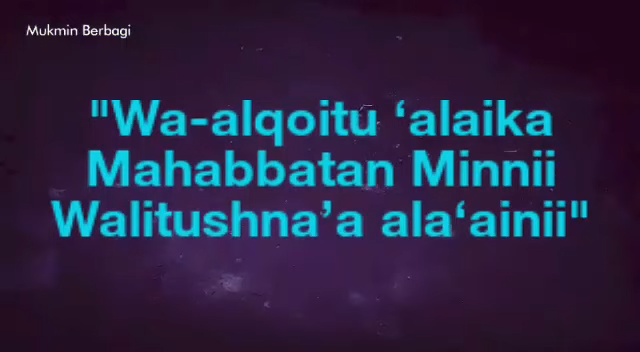 Mukmin Berbagi
"Wa-alqoitu ‘alaika
Mahabbatan Minnii
Walitushna’a ala‘ainii"